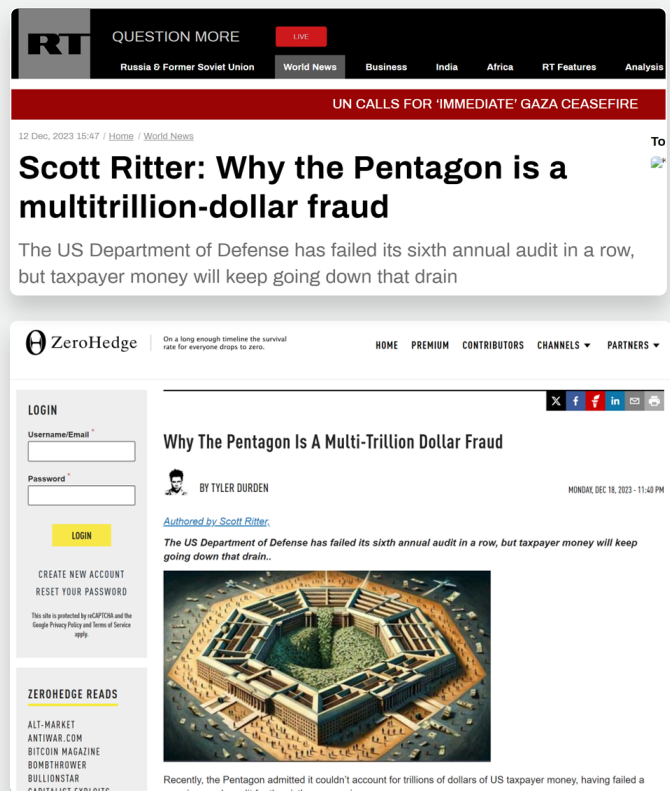 RT
QUESTION MORE
LIVE
Russia & Former Soviet Union World News Business India Africa RT Features Analysis
UN CALLS FOR ‘IMMEDIATE’ GAZA CEASEFIRE
12 Dec, 2023 15:47 / Home / World News
To
Scott Ritter: Why the Pentagon is a
multitrillion-dollar fraud
The US Department of Defense has failed its sixth annual audit in a row,
but taxpayer money will keep going down that drain
ZeroHedge
On a long enough timeline the survival
rate for everyone drops to zero.
HOME PREMIUM CONTRIBUTORS CHANNELS PARTNERS
LOGIN
Username/Email *
Password *
LOGIN
CREATE NEW ACCOUNT
RESET YOUR PASSWORD
This site is protected by reCAPTCHA and the
Google Privacy Policy and Terms of Service
apply.
ZEROHEDGE READS
ALT-MARKET
ANTIWAR.COM
BITCOIN MAGAZINE
BOMBTHROWER
BULLIONSTAR
Why The Pentagon Is A Multi-Trillion Dollar Fraud
BY TYLER DURDEN
MONDAY, DEC 18, 2023 - 11:40 PM
Authored by Scott Ritter,
The US Department of Defense has failed its sixth annual audit in a row, but taxpayer money will keep
going down that drain..
Recently, the Pentagon admitted it couldn’t account for trillions of dollars of US taxpayer money, having failed a